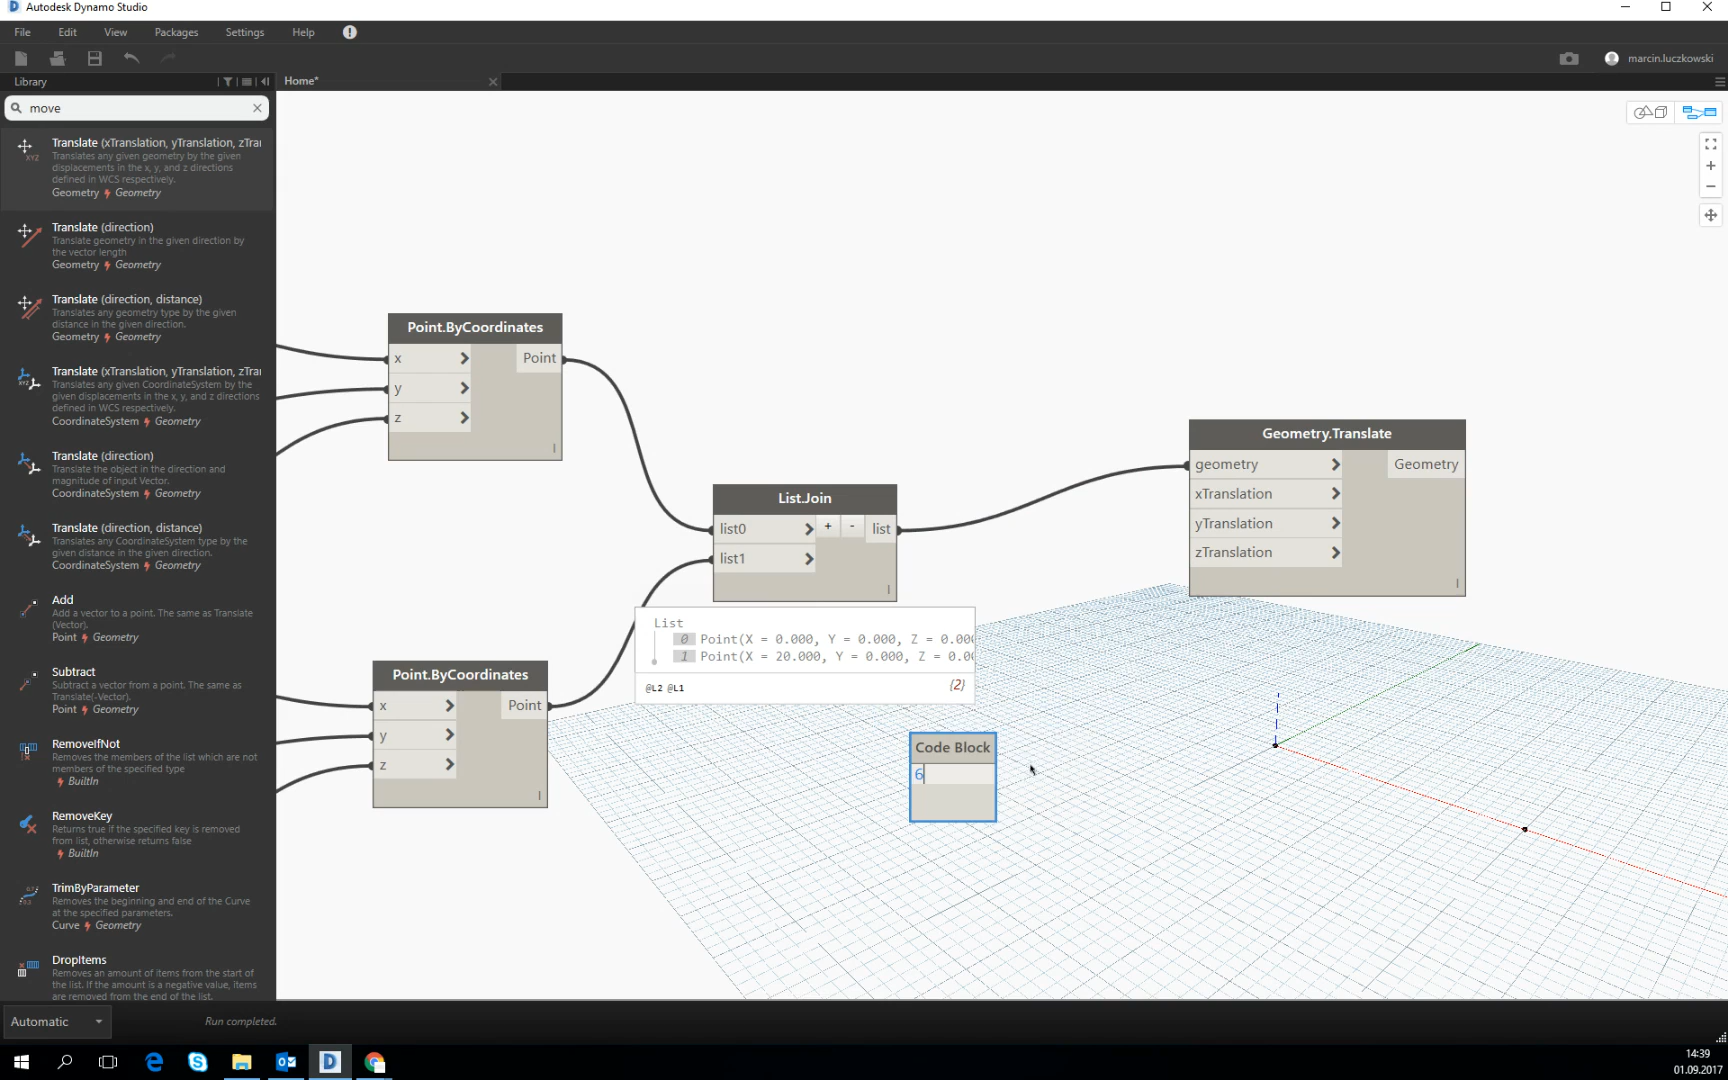 Autodesk Dynamo Studio
File Edit View Packages Settings Help
marcin.luczkowski
Library
Home*
move
Translate (xTranslation, yTranslation, zTrar
Translates any given geometry by the given
displacements in the x, y, and z directions
defined in WCS respectively.
Geometry Geometry
Translate (direction)
Translate geometry in the given direction by
the vector length
Geometry Geometry
Translate (direction, distance)
Translates any geometry type by the given
distance in the given direction.
Geometry Geometry
Translate (xTranslation, yTranslation, zTrar
Translates any given CoordinateSystem by the
given displacements in the x, y, and z directions
defined in WCS respectively.
CoordinateSystem Geometry
Translate (direction)
Translate the object in the direction and
magnitude of input Vector.
CoordinateSystem Geometry
Translate (direction, distance)
Translates any CoordinateSystem type by the
given distance in the given direction.
CoordinateSystem Geometry
Add
Add a vector to a point. The same as Translate
(Vector).
Point Geometry
Subtract
Subtract a vector from a point. The same as
Translate(-Vector).
Point Geometry
RemoveIfNot
Removes the members of the list which are not
members of the specified type
BuiltIn
RemoveKey
Returns true if the specified key is removed
from list, otherwise returns false
BuiltIn
TrimByParameter
Removes the beginning and end of the Curve
at the specified parameters.
Curve Geometry
DropItems
Removes an amount of items from the start of
the list. If the amount is a negative value, items
are removed from the end of the list.
Point.ByCoordinates
x > Point
y >
z >
Point.ByCoordinates
x > Point
y >
z >
List.Join
list0 > + - list
list1 >
List
0 Point(X = 0.000, Y = 0.000, Z = 0.000
1 Point(X = 20.000, Y = 0.000, Z = 0.00
@L2 @L1 {2}
Code Block
6
Geometry.Translate
geometry > Geometry
xTranslation >
yTranslation >
zTranslation >
Automatic
Run completed.
14:39
01.09.2017